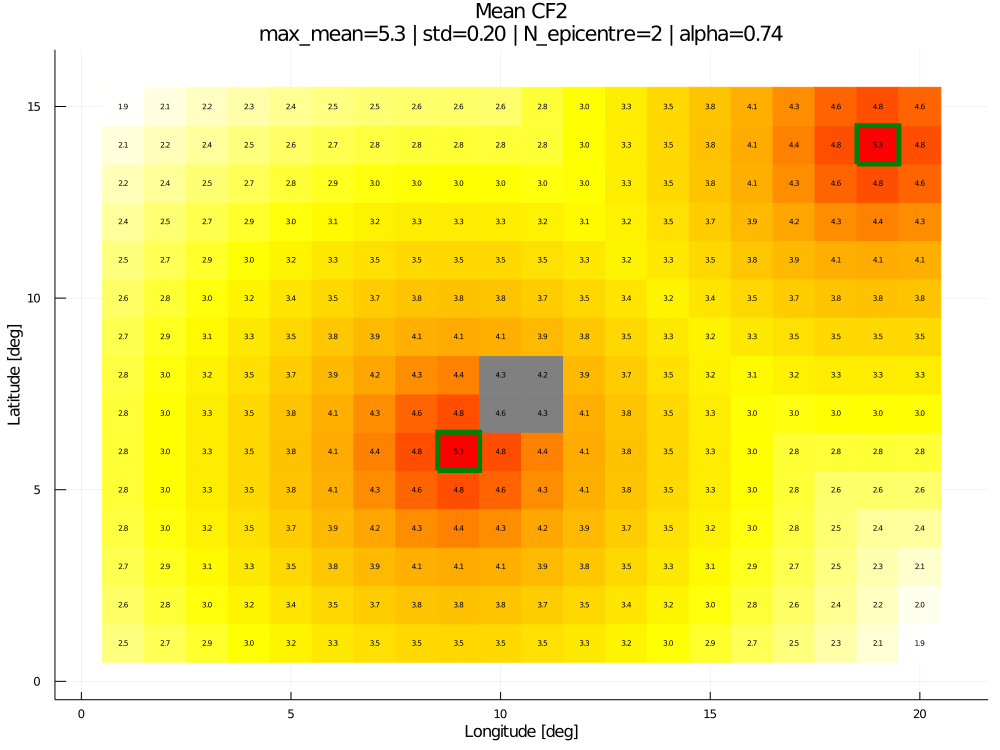 Mean CF2
max_mean=5.3 | std=0.20 | N_epicentre=2 | alpha=0.74
15
1.9 2.1 2.2 2.3 2.4 2.5 2.5 2.6 2.6 2.6 2.8 3.0 3.3 3.5 3.8 4.1 4.3 4.6 4.8 4.6
2.1 2.2 2.4 2.5 2.6 2.7 2.8 2.8 2.8 2.8 2.8 3.0 3.3 3.5 3.8 4.1 4.4 4.8 5.3 4.8
2.2 2.4 2.5 2.7 2.8 2.9 3.0 3.0 3.0 3.0 3.0 3.0 3.3 3.5 3.8 4.1 4.3 4.6 4.8 4.6
2.4 2.5 2.7 2.9 3.0 3.1 3.2 3.3 3.3 3.3 3.2 3.1 3.2 3.5 3.7 3.9 4.2 4.3 4.4 4.3
2.5 2.7 2.9 3.0 3.2 3.3 3.5 3.5 3.5 3.5 3.5 3.3 3.2 3.3 3.5 3.8 3.9 4.1 4.1 4.1
10
2.6 2.8 3.0 3.2 3.4 3.5 3.7 3.8 3.8 3.8 3.7 3.5 3.4 3.2 3.4 3.5 3.7 3.8 3.8 3.8
2.7 2.9 3.1 3.3 3.5 3.8 3.9 4.1 4.1 4.1 3.9 3.8 3.5 3.3 3.2 3.3 3.5 3.5 3.5 3.5
2.8 3.0 3.2 3.5 3.7 3.9 4.2 4.3 4.4 4.3 4.2 3.9 3.7 3.5 3.2 3.1 3.2 3.3 3.3 3.3
2.8 3.0 3.3 3.5 3.8 4.1 4.3 4.6 4.8 4.6 4.3 4.1 3.8 3.5 3.3 3.0 3.0 3.0 3.0 3.0
2.8 3.0 3.3 3.5 3.8 4.1 4.4 4.8 5.3 4.8 4.4 4.1 3.8 3.5 3.3 3.0 2.8 2.8 2.8 2.8
5
2.8 3.0 3.3 3.5 3.8 4.1 4.3 4.6 4.8 4.6 4.3 4.1 3.8 3.5 3.3 3.0 2.8 2.6 2.6 2.6
2.8 3.0 3.2 3.5 3.7 3.9 4.2 4.3 4.4 4.3 4.2 3.9 3.7 3.5 3.2 3.0 2.8 2.5 2.4 2.4
2.7 2.9 3.1 3.3 3.5 3.8 3.9 4.1 4.1 4.1 3.9 3.8 3.5 3.3 3.1 2.9 2.7 2.5 2.3 2.1
2.6 2.8 3.0 3.2 3.4 3.5 3.7 3.8 3.8 3.8 3.7 3.5 3.4 3.2 3.0 2.8 2.6 2.4 2.2 2.0
2.5 2.7 2.9 3.0 3.2 3.3 3.5 3.5 3.5 3.5 3.5 3.3 3.2 3.0 2.9 2.7 2.5 2.3 2.1 1.9
0
Latitude [deg]
0 5 10 15 20
Longitude [deg]